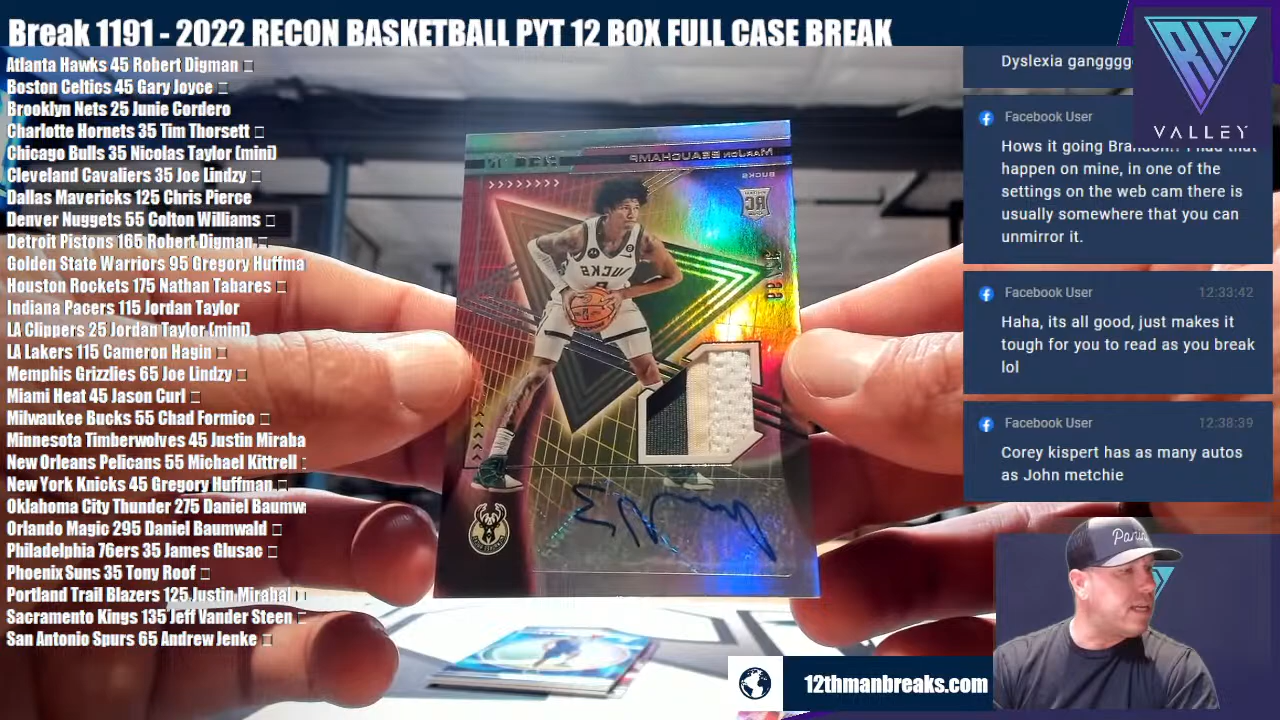 Break 1191 - 2022 RECON BASKETBALL PYT 12 BOX FULL CASE BREAK
Atlanta Hawks 45 Robert Digman
Boston Celtics 45 Gary Joyce
Brooklyn Nets 25 Junie Cordero
Charlotte Hornets 35 Tim Thorsett
Chicago Bulls 35 Nicolas Taylor (mini)
Cleveland Cavaliers 35 Joe Lindzy
Dallas Mavericks 125 Chris Pierce
Denver Nuggets 55 Colton Williams
Detroit Pistons 165 Robert Digman
Golden State Warriors 95 Gregory Huffma
Houston Rockets 175 Nathan Tabares
Indiana Pacers 115 Jordan Taylor
LA Clippers 25 Jordan Taylor (mini)
LA Lakers 115 Cameron Hagin
Memphis Grizzlies 65 Joe Lindzy
Miami Heat 45 Jason Curl
Milwaukee Bucks 55 Chad Formico
Minnesota Timberwolves 45 Justin Miraba
New Orleans Pelicans 55 Michael Kittrell
New York Knicks 45 Gregory Huffman
Oklahoma City Thunder 275 Daniel Baumw
Orlando Magic 295 Daniel Baumwald
Philadelphia 76ers 35 James Glusac
Phoenix Suns 35 Tony Roof
Portland Trail Blazers 125 Justin Mirabal
Sacramento Kings 135 Jeff Vander Steen
San Antonio Spurs 65 Andrew Jenke
RECON
MARJON BEAUCHAMP
BUCKS
RC
BUCKS
Dyslexia gangggg
RIP
VALLEY
Facebook User
Hows it going Brandon!! I had that
happen on mine, in one of the
settings on the web cam there is
usually somewhere that you can
unmirror it.
Facebook User 12:33:42
Haha, its all good, just makes it
tough for you to read as you break
lol
Facebook User 12:38:39
Corey kispert has as many autos
as John metchie
12thmanbreaks.com